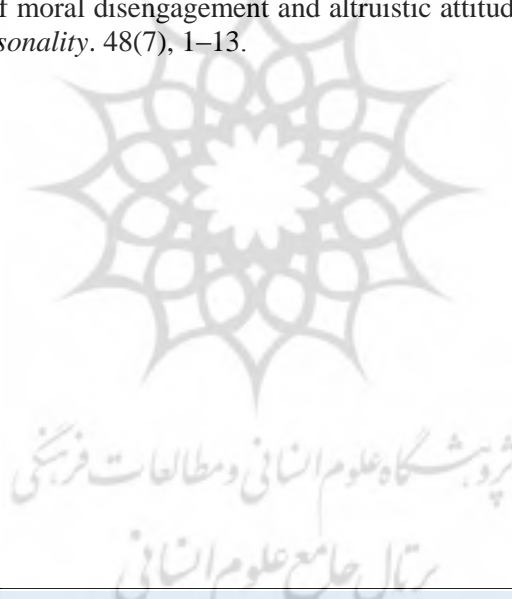 f moral disengagement and altruistic attitud
sonality. 48(7), 1–13.
پژوهشگاه علوم انسانی و مطالعات فرهنگی
پرتال جامع علوم انسانی